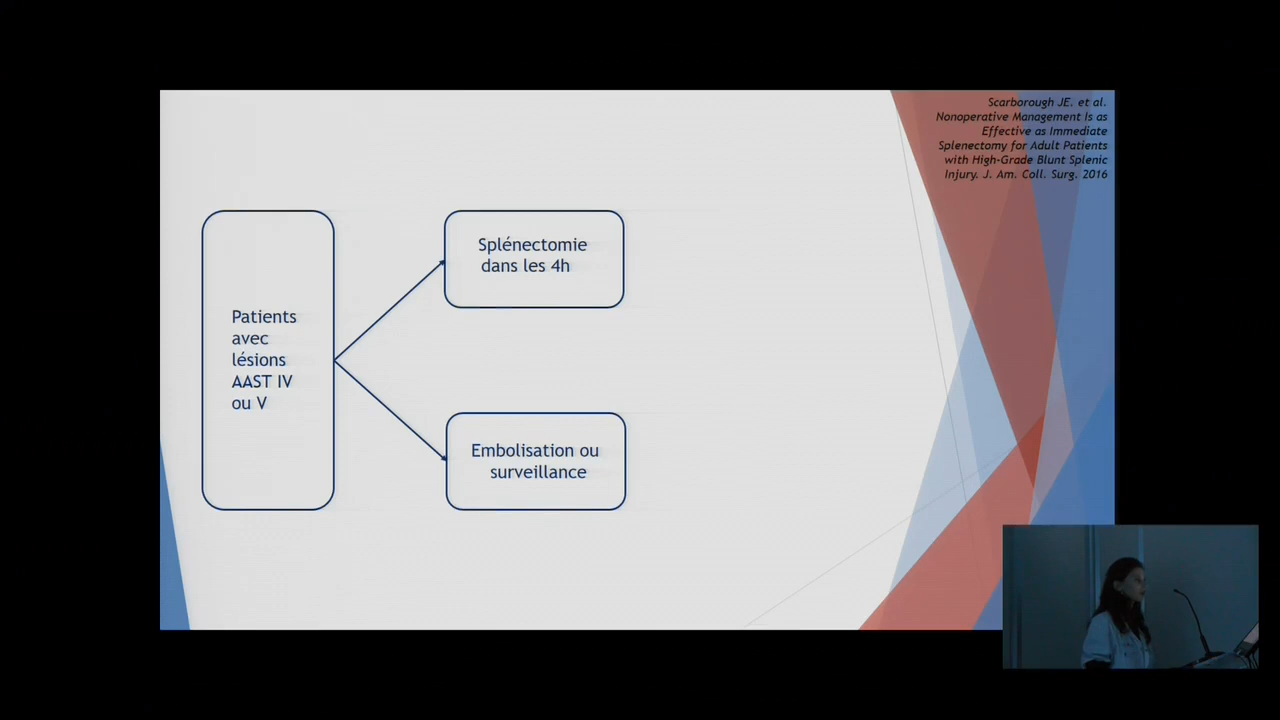 Scarborough JE. et al.
Nonoperative Management Is as
Effective as Immediate
Splenectomy for Adult Patients
with High-Grade Blunt Splenic
Injury. J. Am. Coll. Surg. 2016
Splénectomie
dans les 4h
Patients
avec
lésions
AAST IV
ou V
Embolisation ou
surveillance